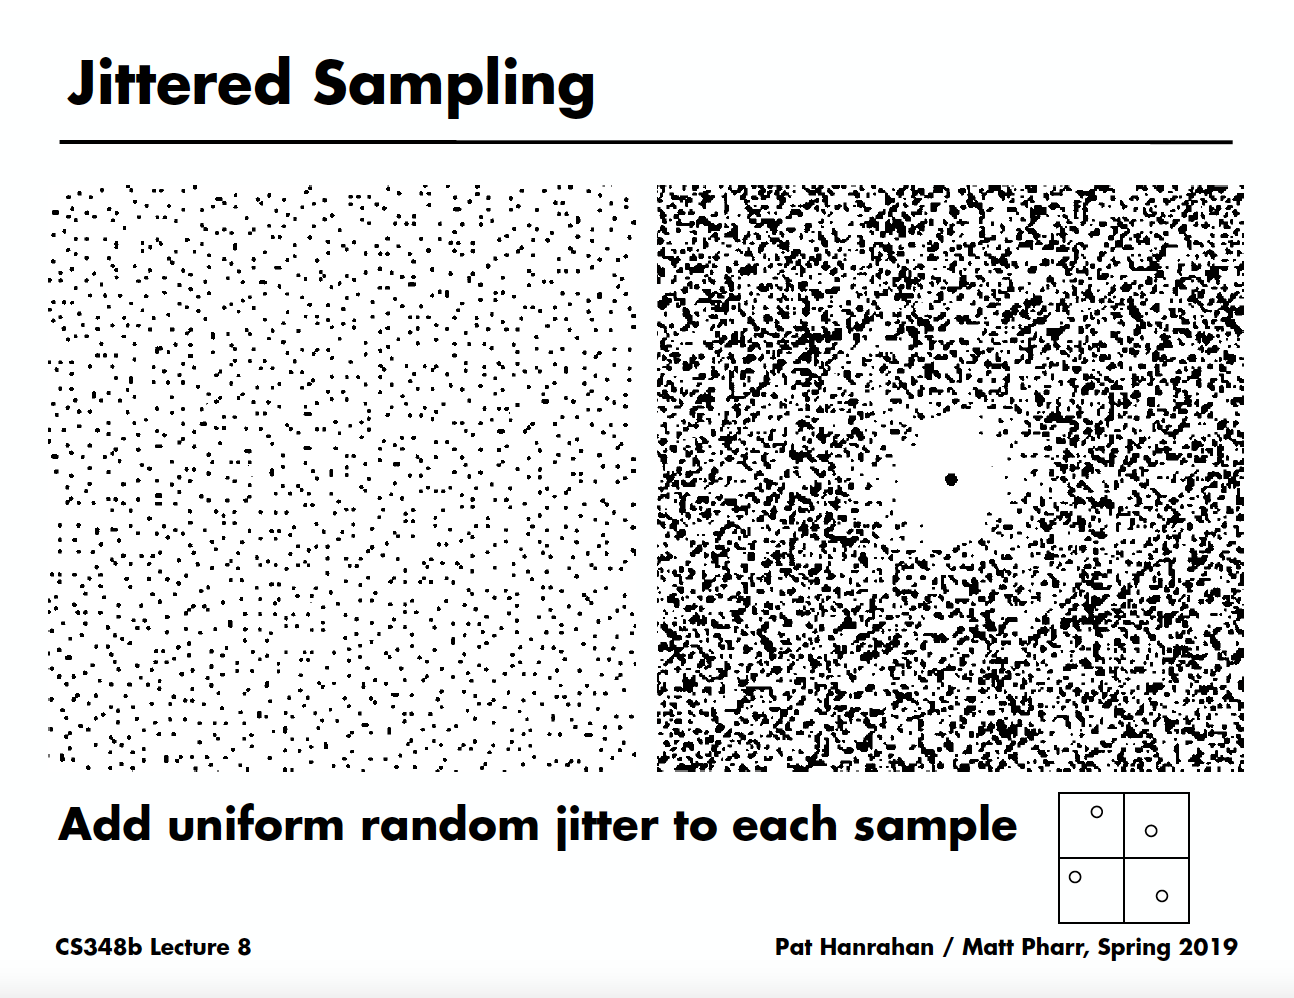 Jittered Sampling
Add uniform random jitter to each sample
CS348b Lecture 8
Pat Hanrahan / Matt Pharr, Spring 2019